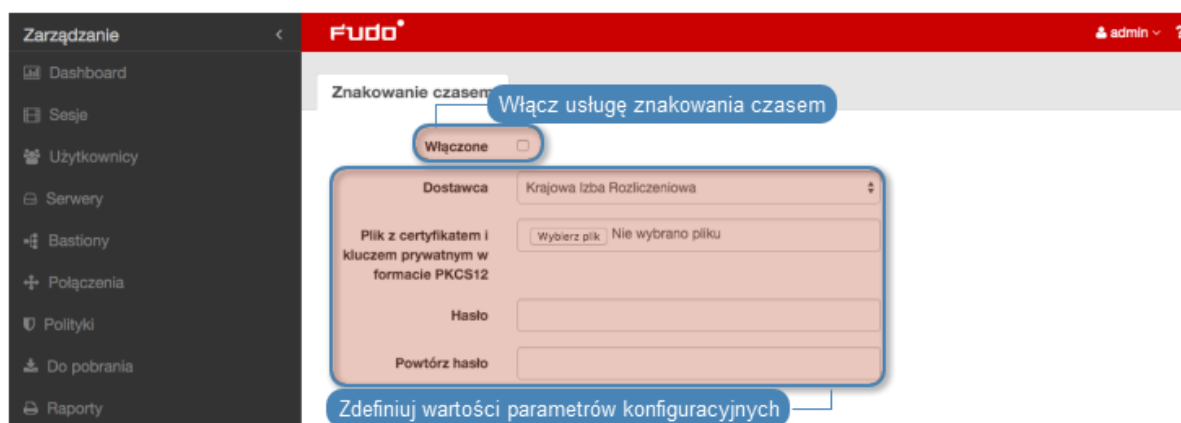 Zarządzanie
Fudo
admin
?
Dashboard
Sesje
Użytkownicy
Serwery
Bastiony
Połączenia
Polityki
Do pobrania
Raporty
Znakowanie czasem
Włącz usługę znakowania czasem
Włączone
Dostawca
Krajowa Izba Rozliczeniowa
Plik z certyfikatem i
kluczem prywatnym w
formacie PKCS12
Wybierz plik Nie wybrano pliku
Hasło
Powtórz hasło
Zdefiniuj wartości parametrów konfiguracyjnych